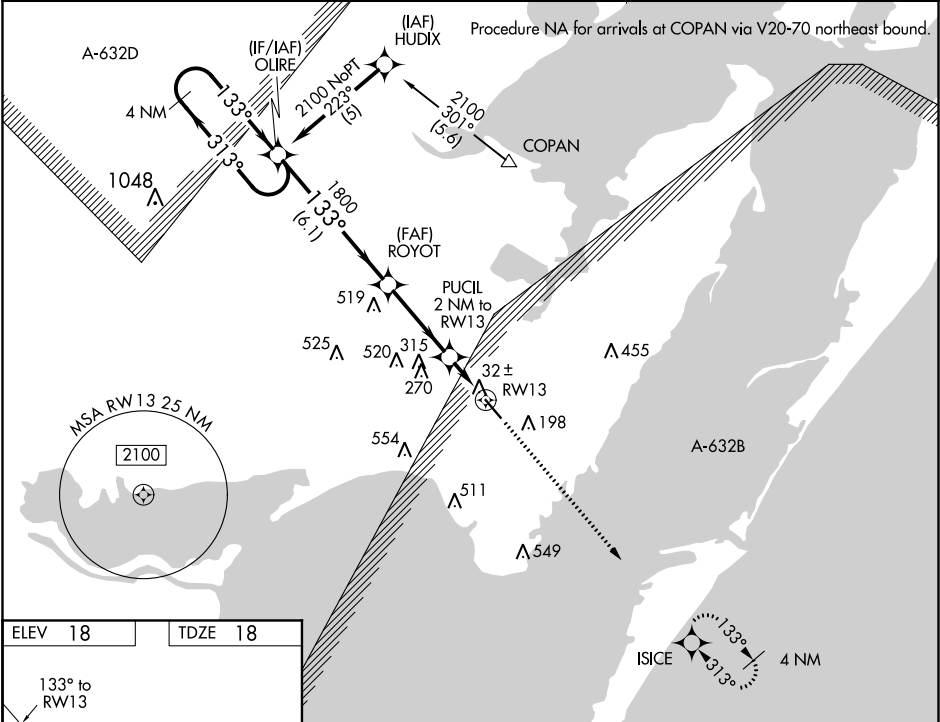 Procedure NA for arrivals at COPAN via V20-70 northeast bound.
A-632D
(IF/IAF)
OLIRE
(IAF)
HUDIX
4 NM
133°
313°
2100 NoPT
223°
(5)
2100
301°
(5.6)
COPAN
1048
1800
133°
(6.1)
(FAF)
ROYOT
519
PUCIL
2 NM to
RW13
525
520
315
270
32 ±
RW13
455
198
554
A-632B
511
549
MSA RW13 25 NM
2100
ISICE
133°
313°
4 NM
ELEV 18
TDZE 18
133° to
RW13